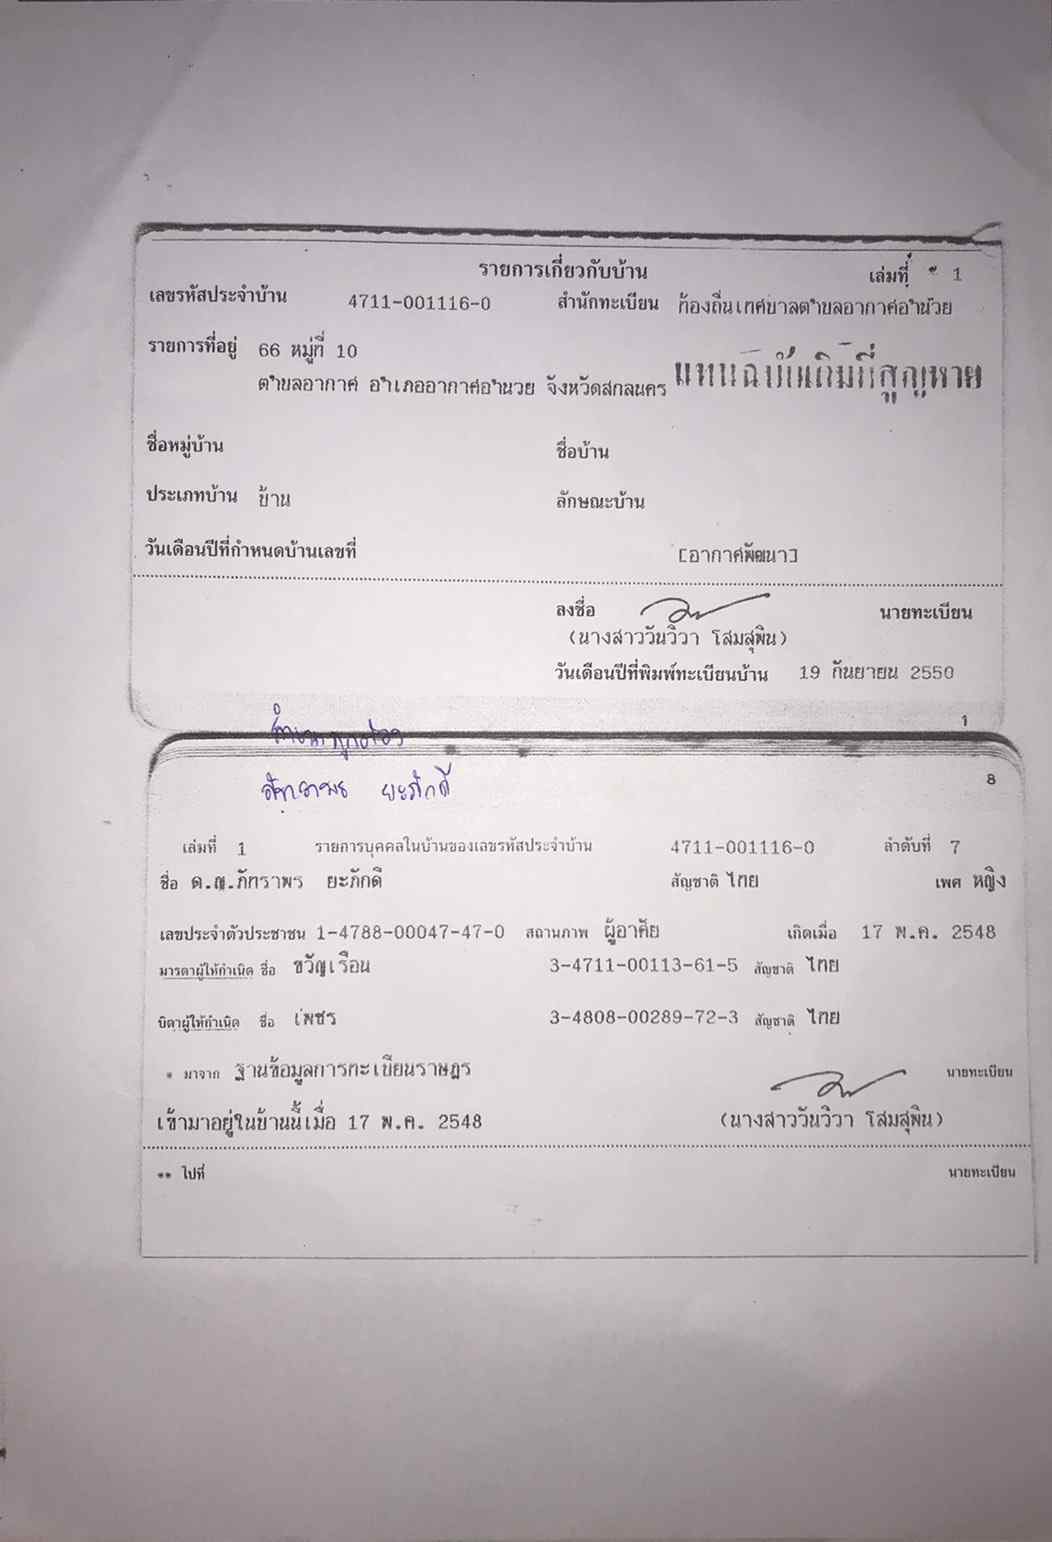 รายการเกี่ยวกับบ้าน
เล่มที่ 1
เลขรหัสประจำบ้าน 4711-001116-0 สำนักทะเบียน ท้องถิ่นเทศบาลตำบลอากาศอำนวย
รายการที่อยู่ 66 หมู่ที่ 10
ตำบลอากาศ อำเภออากาศอำนวย จังหวัดสกลนคร
แทนฉบับเดิมที่สูญหาย
ชื่อหมู่บ้าน ชื่อบ้าน
ประเภทบ้าน บ้าน ลักษณะบ้าน
วันเดือนปีที่กำหนดบ้านเลขที่ [อากาศพัฒนา]
ลงชื่อ นายทะเบียน
(นางสาววันวิวา โสมสุพิน)
วันเดือนปีที่พิมพ์ทะเบียนบ้าน 19 กันยายน 2550
1
สำเนาถูกต้อง
ภัทราพร ยะภักดี
8
เล่มที่ 1 รายการบุคคลในบ้านของเลขรหัสประจำบ้าน 4711-001116-0 ลำดับที่ 7
ชื่อ ด.ญ.ภัทราพร ยะภักดี สัญชาติ ไทย เพศ หญิง
เลขประจำตัวประชาชน 1-4788-00047-47-0 สถานภาพ ผู้อาศัย เกิดเมื่อ 17 พ.ค. 2548
มารดาผู้ให้กำเนิด ชื่อ ขวัญเรือน 3-4711-00113-61-5 สัญชาติ ไทย
บิดาผู้ให้กำเนิด ชื่อ เพชร 3-4808-00289-72-3 สัญชาติ ไทย
* มาจาก ฐานข้อมูลการทะเบียนราษฎร นายทะเบียน
เข้ามาอยู่ในบ้านนี้เมื่อ 17 พ.ค. 2548 (นางสาววันวิวา โสมสุพิน)
** ไปที่ นายทะเบียน